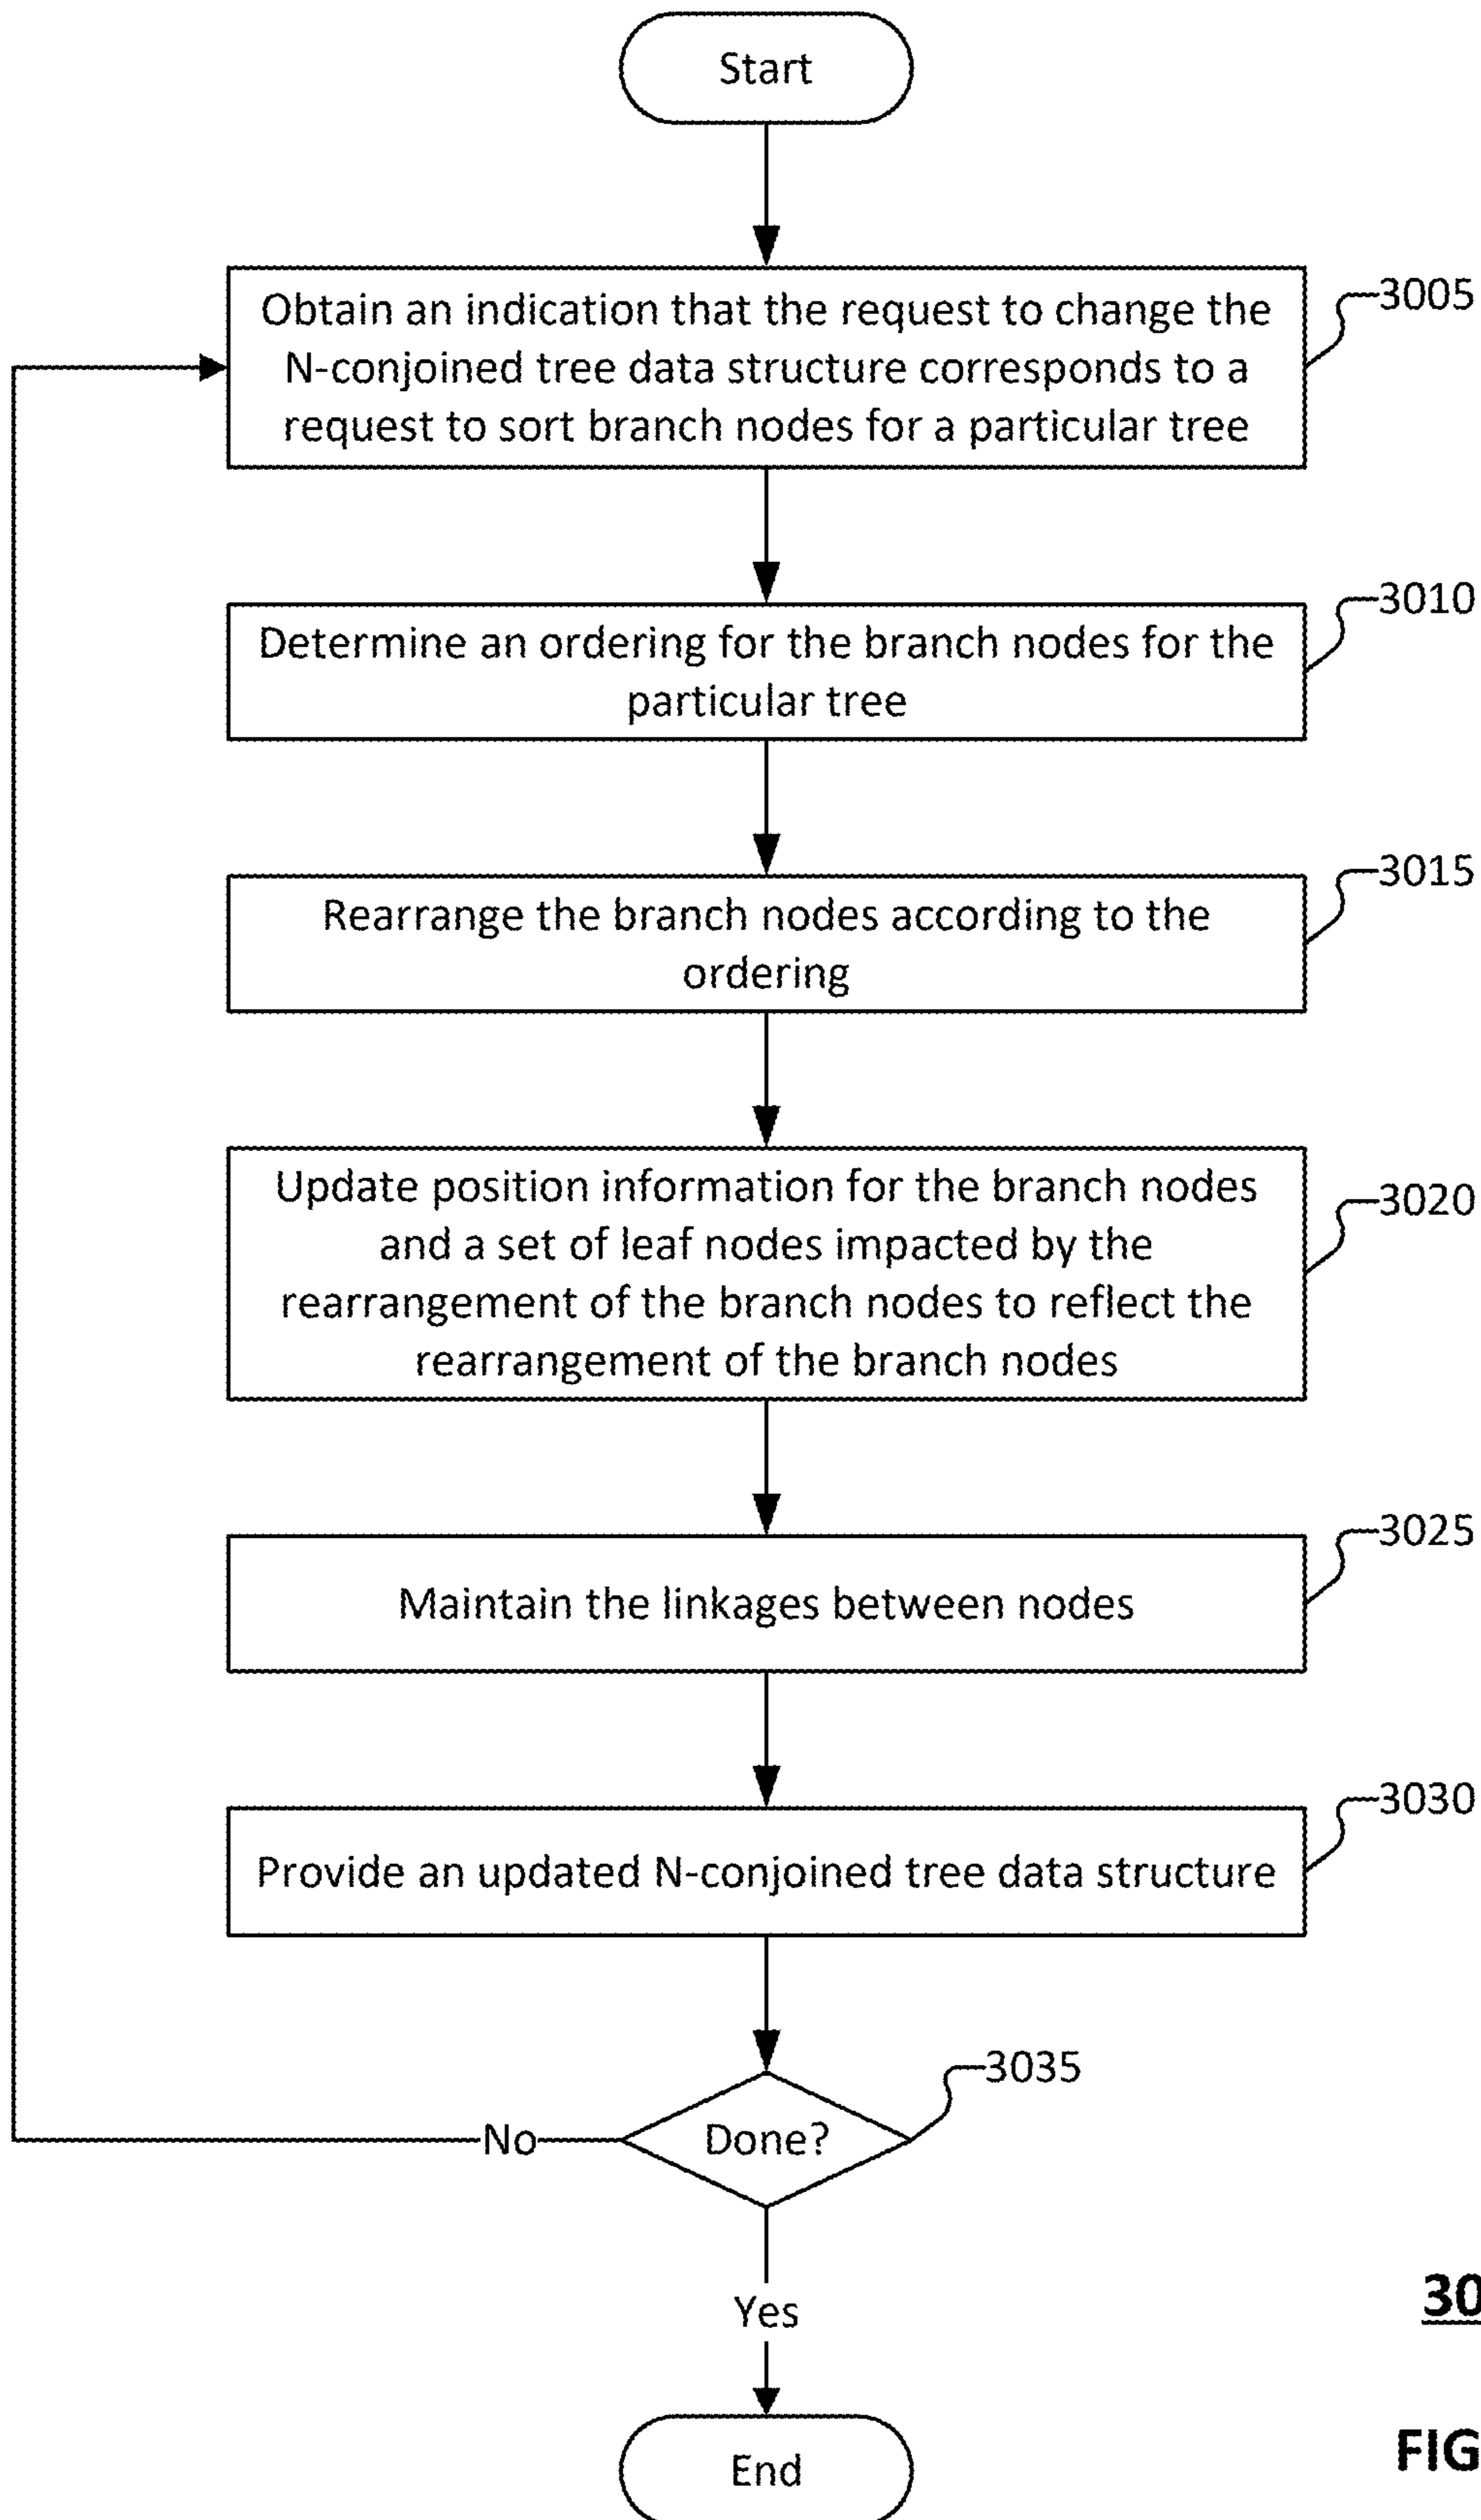 Start
Obtain an indication that the request to change the
N-conjoined tree data structure corresponds to a
request to sort branch nodes for a particular tree
3005
Determine an ordering for the branch nodes for the
particular tree
3010
Rearrange the branch nodes according to the
ordering
3015
Update position information for the branch nodes
and a set of leaf nodes impacted by the
rearrangement of the branch nodes to reflect the
rearrangement of the branch nodes
3020
Maintain the linkages between nodes
3025
Provide an updated N-conjoined tree data structure
3030
Done?
3035
No
Yes
End
30
FIG